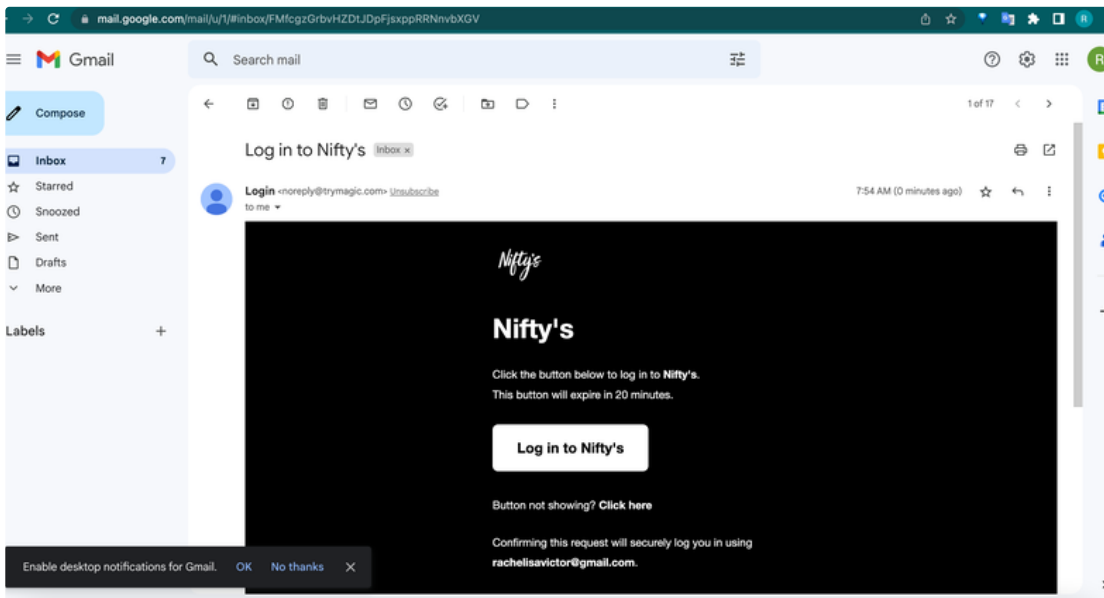 mail.google.com/mail/u/1/#inbox/FMfcgzGrbvHZDtJDpFjsxppRRNnvbXGV
R
Gmail
Search mail
R
Compose
1 of 17
Log in to Nifty's Inbox x
Inbox 7
Starred
Snoozed
Sent
Drafts
More
Labels +
Login <noreply@trymagic.com> Unsubscribe
7:54 AM (0 minutes ago)
to me
Nifty's
Nifty's
Click the button below to log in to Nifty's.
This button will expire in 20 minutes.
Log in to Nifty's
Button not showing? Click here
Confirming this request will securely log you in using
rachelisavictor@gmail.com.
Enable desktop notifications for Gmail. OK No thanks X